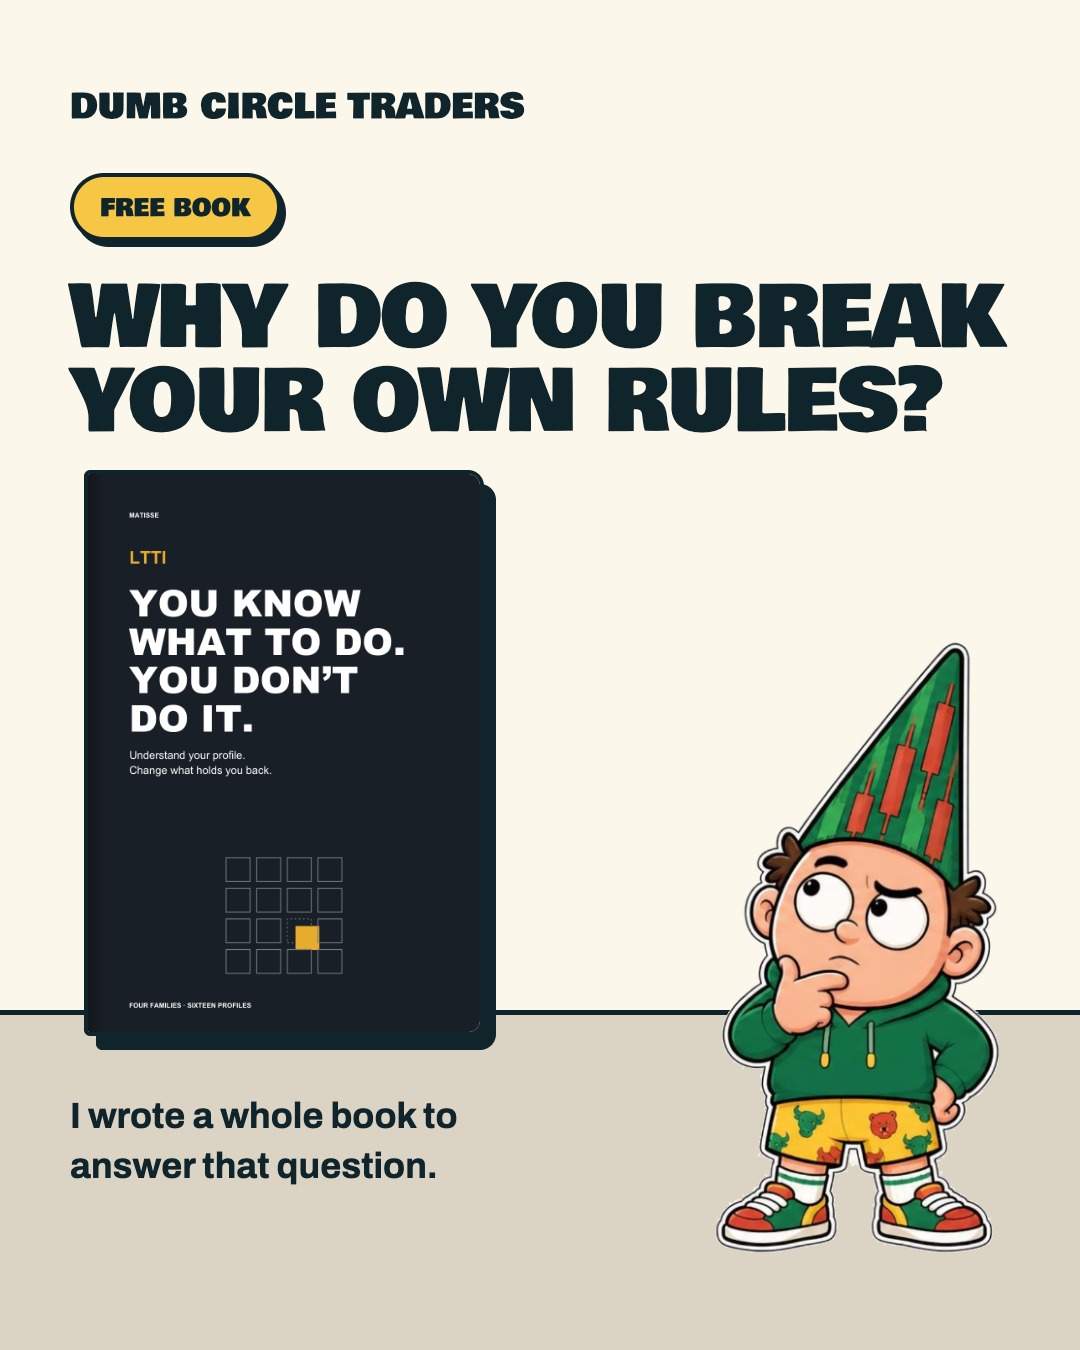 DUMB CIRCLE TRADERS
FREE BOOK
WHY DO YOU BREAK
YOUR OWN RULES?
MATISSE
LTTI
YOU KNOW
WHAT TO DO.
YOU DON’T
DO IT.
Understand your profile.
Change what holds you back.
FOUR FAMILIES · SIXTEEN PROFILES
I wrote a whole book to
answer that question.